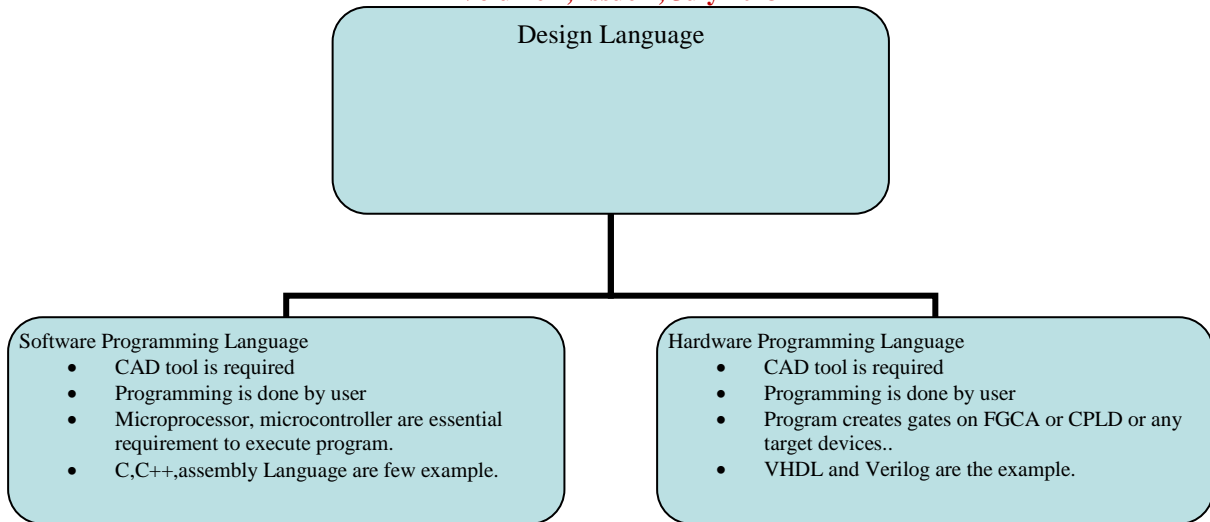 Design Language
Software Programming Language
• CAD tool is required
• Programming is done by user
• Microprocessor, microcontroller are essential
requirement to execute program.
• C,C++,assembly Language are few example.
Hardware Programming Language
• CAD tool is required
• Programming is done by user
• Program creates gates on FGCA or CPLD or any
target devices..
• VHDL and Verilog are the example.